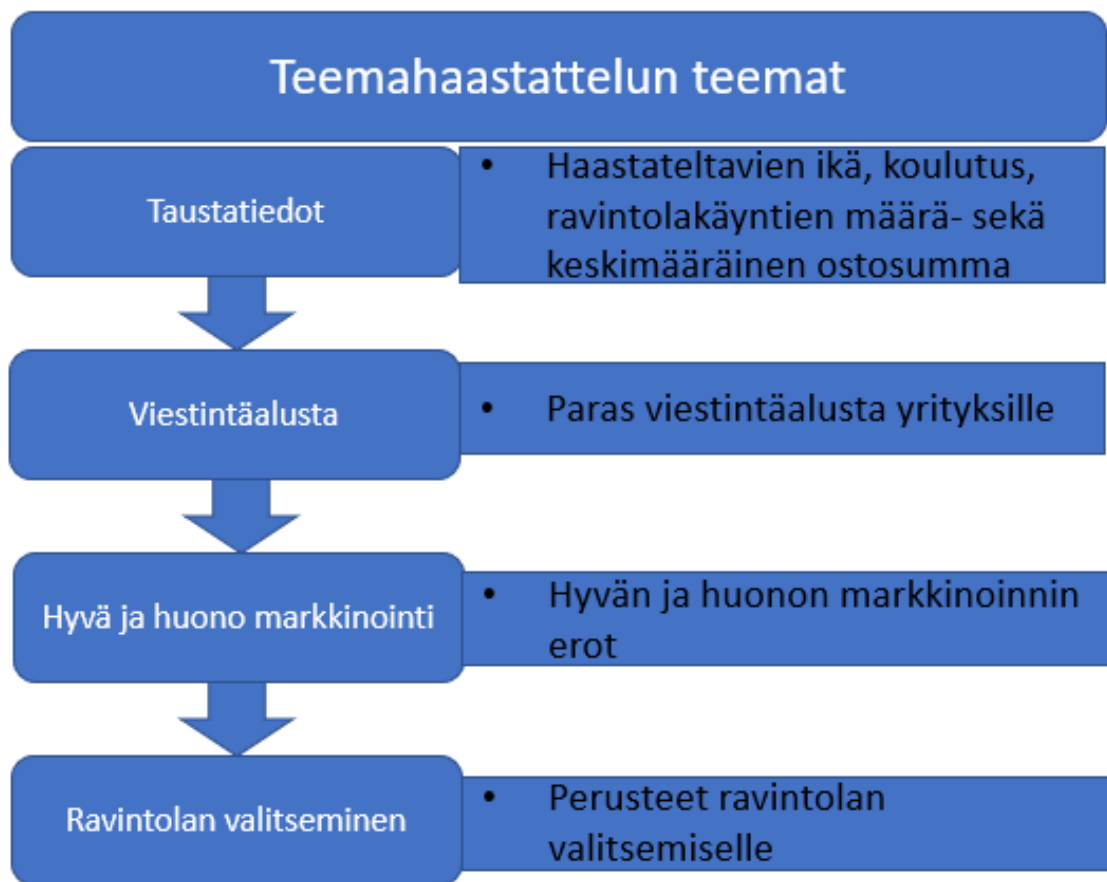 Teemahaastattelun teemat
Taustatiedot
• Haastateltavien ikä, koulutus,
ravintolakäyntien määrä- sekä
keskimääräinen ostosumma
Viestintäalusta
• Paras viestintäalusta yrityksille
Hyvä ja huono markkinointi
• Hyvän ja huonon markkinoinnin
erot
Ravintolan valitseminen
• Perusteet ravintolan
valitsemiselle